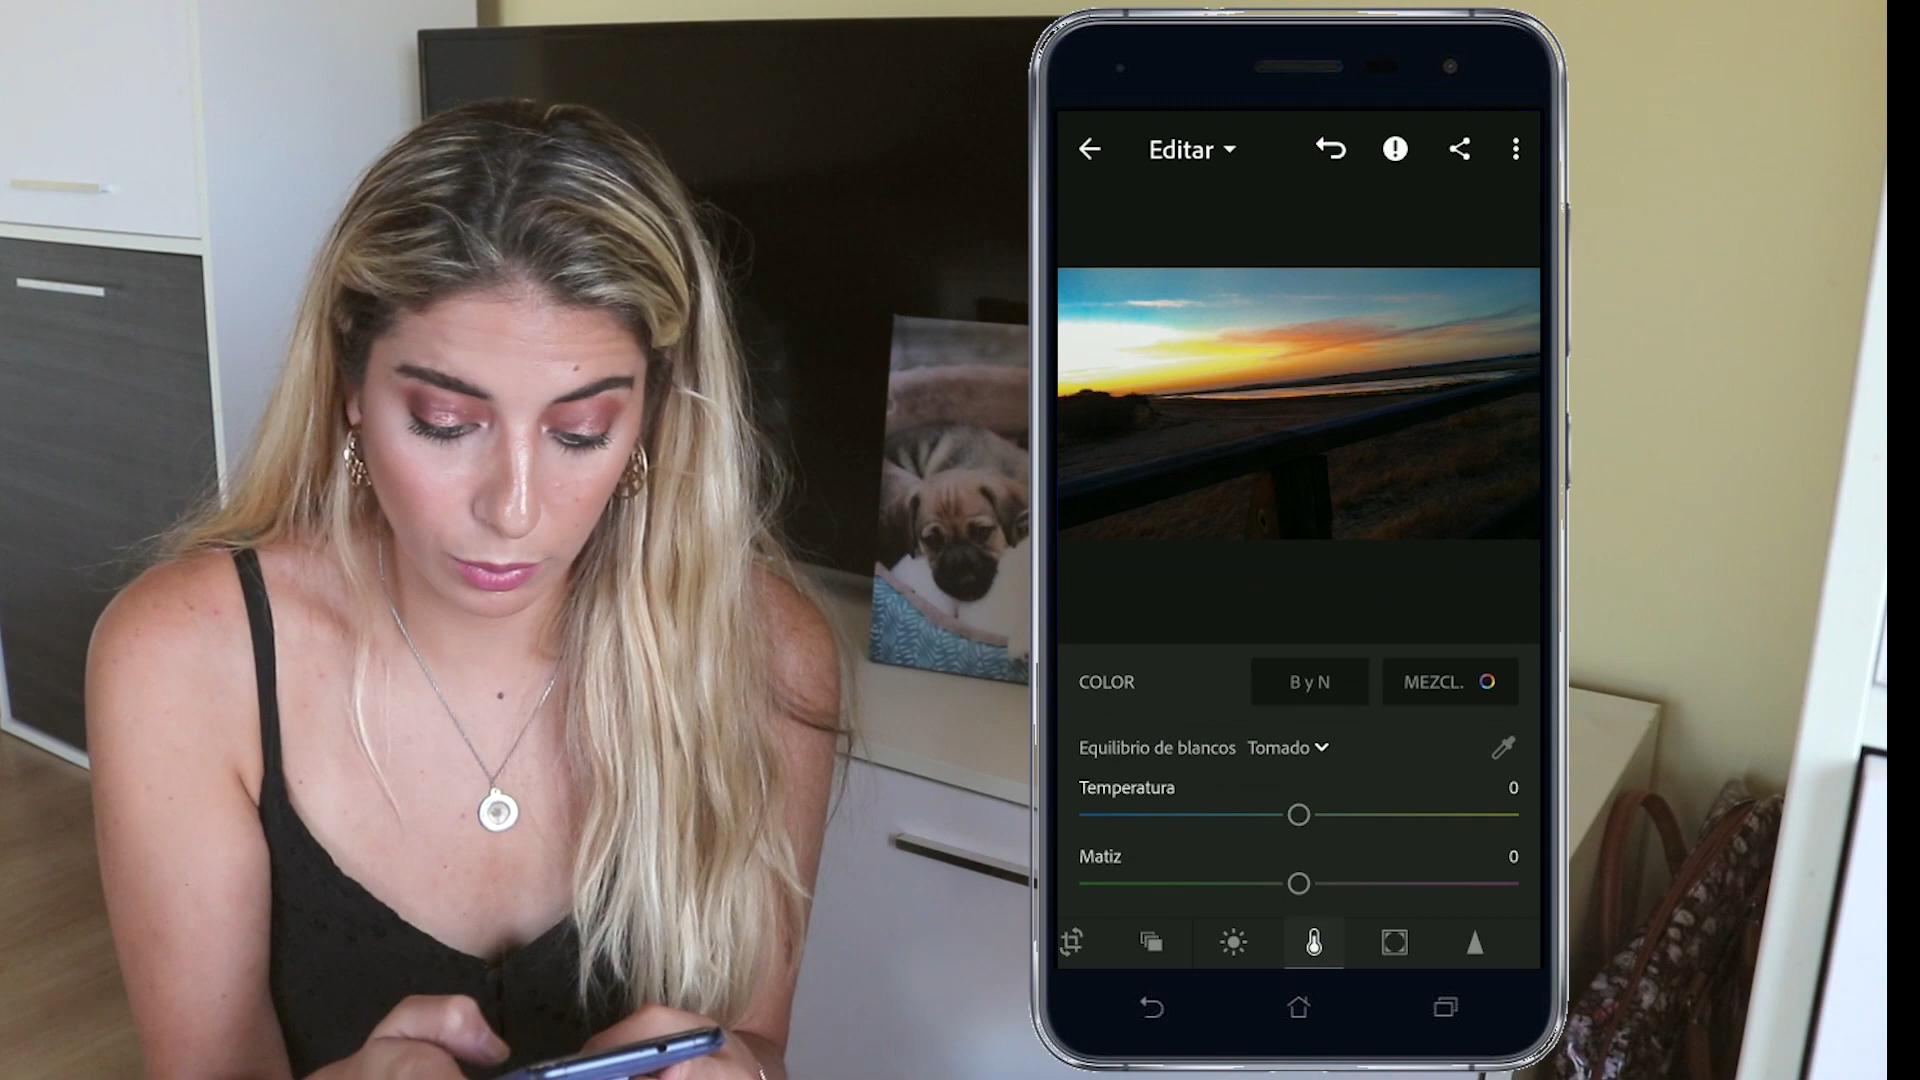 Editar
COLOR
B y N
MEZCL.
Equilibrio de blancos Tomado
Temperatura 0
Matiz 0